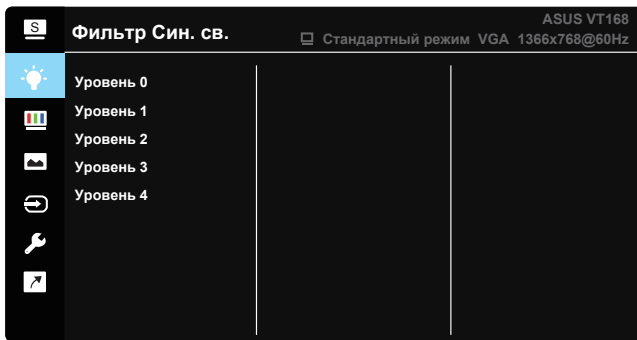 S
ASUS VT168
Фильтр Син. св.
Стандартный режим VGA 1366x768@60Hz
Уровень 0
Уровень 1
Уровень 2
Уровень 3
Уровень 4